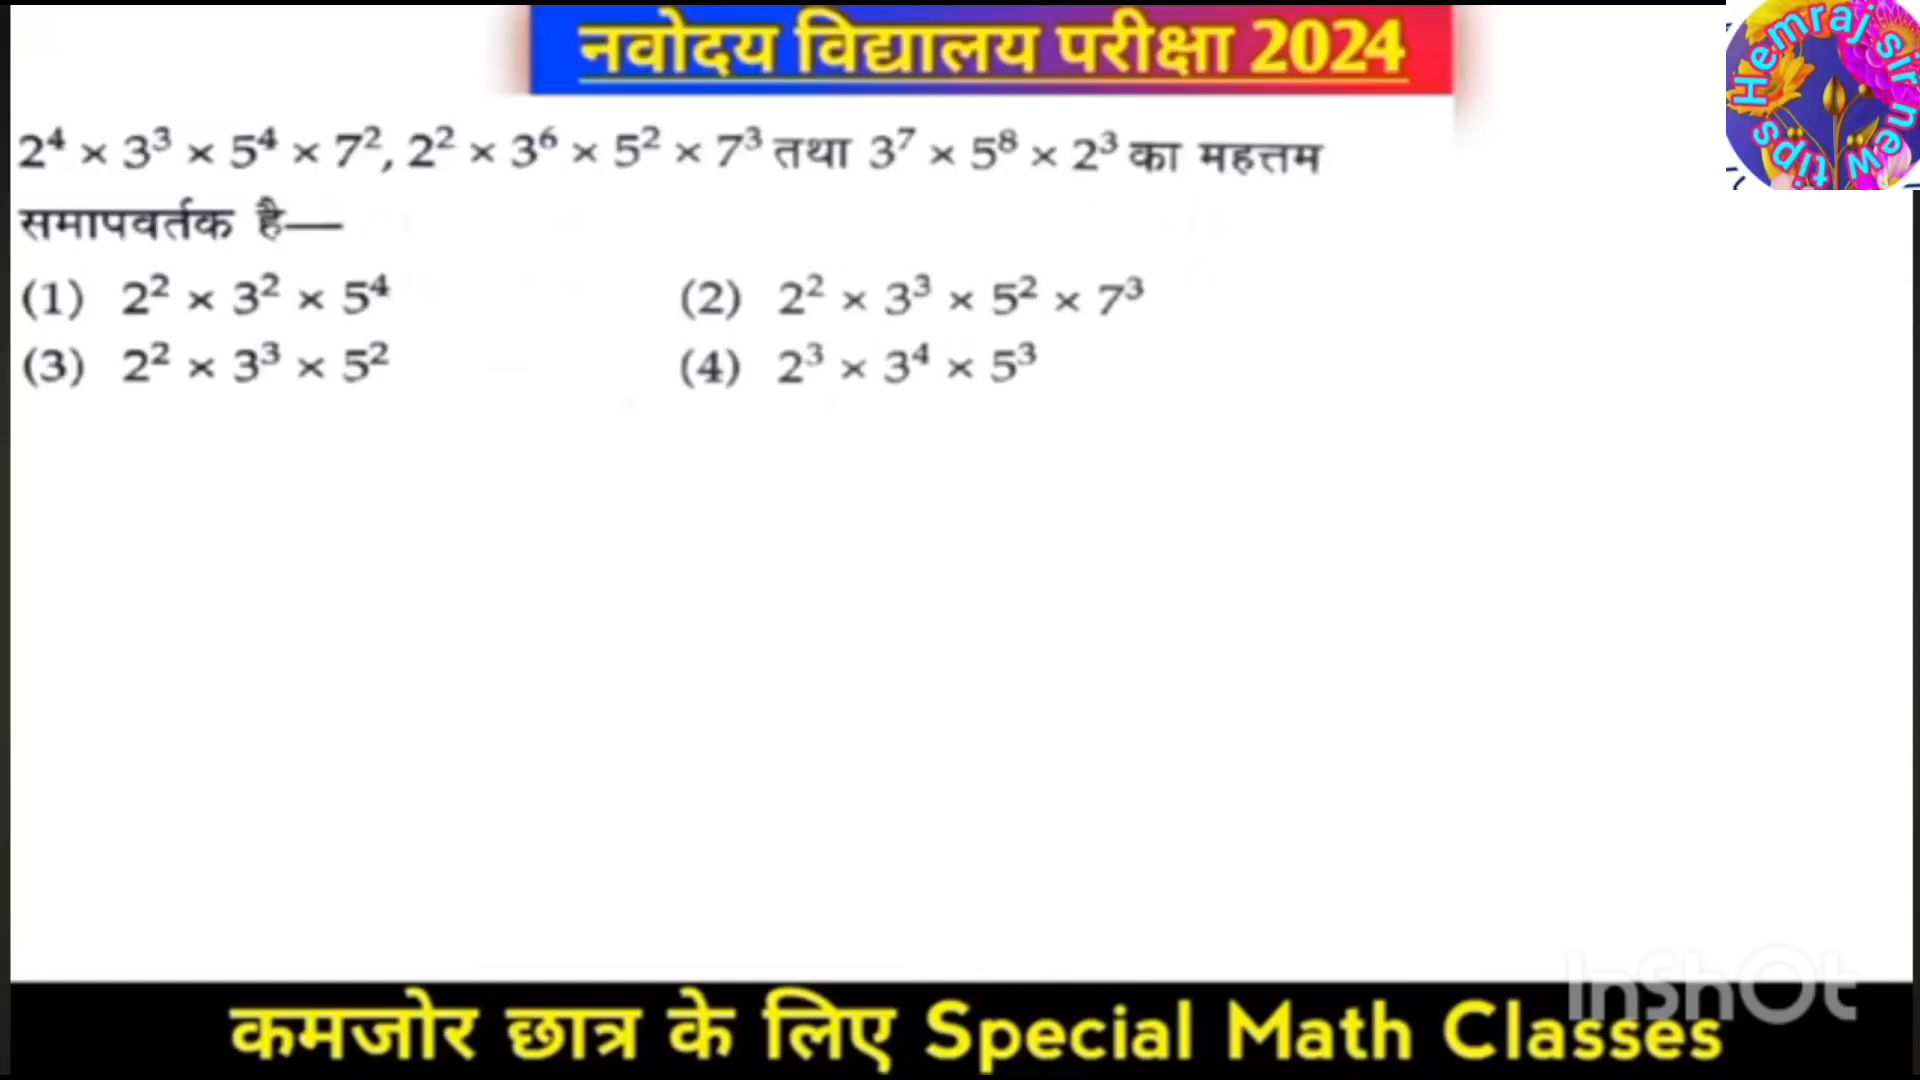 नवोदय विद्यालय परीक्षा 2024
Hemraj sir new tips
2⁴ × 3³ × 5⁴ × 7², 2² × 3⁶ × 5² × 7³ तथा 3⁷ × 5⁸ × 2³ का महत्तम
समापवर्तक है—
(1) 2² × 3² × 5⁴ (2) 2² × 3³ × 5² × 7³
(3) 2² × 3³ × 5² (4) 2³ × 3⁴ × 5³
InShOt
कमजोर छात्र के लिए Special Math Classes